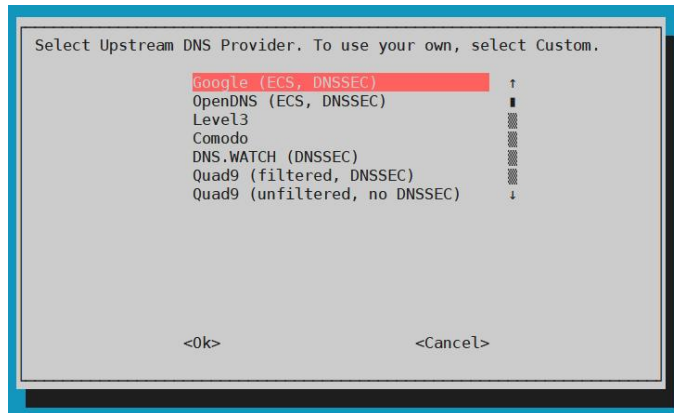 Select Upstream DNS Provider. To use your own, select Custom.
Google (ECS, DNSSEC)
OpenDNS (ECS, DNSSEC)
Level3
Comodo
DNS.WATCH (DNSSEC)
Quad9 (filtered, DNSSEC)
Quad9 (unfiltered, no DNSSEC)
<Ok> <Cancel>